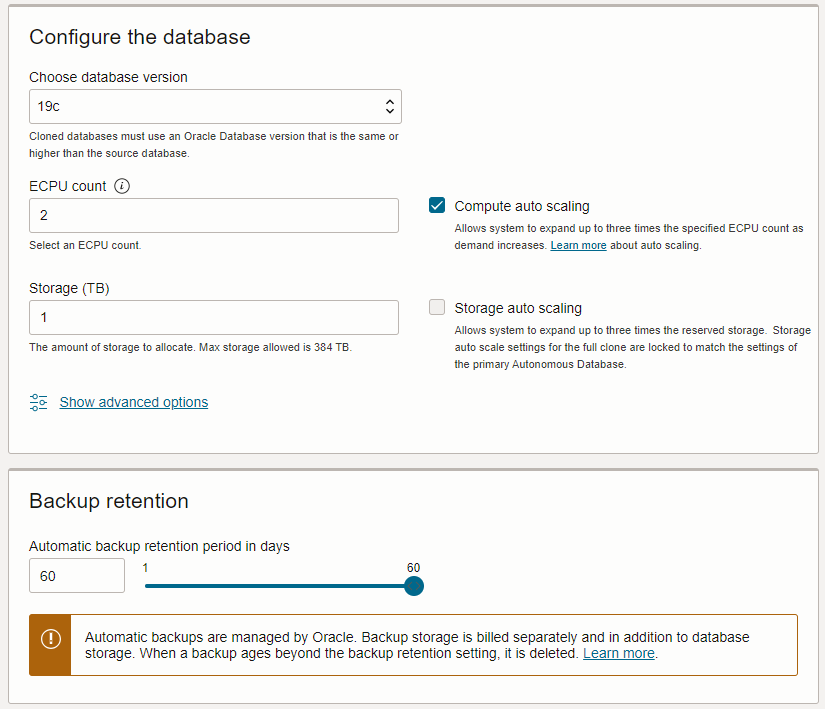 Configure the database
Choose database version
19c
Cloned databases must use an Oracle Database version that is the same or
higher than the source database.
ECPU count i
2
Select an ECPU count.
Compute auto scaling
Allows system to expand up to three times the specified ECPU count as
demand increases. Learn more about auto scaling.
Storage (TB)
1
The amount of storage to allocate. Max storage allowed is 384 TB.
Storage auto scaling
Allows system to expand up to three times the reserved storage. Storage
auto scale settings for the full clone are locked to match the settings of
the primary Autonomous Database.
Show advanced options
Backup retention
Automatic backup retention period in days
60
1 60
Automatic backups are managed by Oracle. Backup storage is billed separately and in addition to database
storage. When a backup ages beyond the backup retention setting, it is deleted. Learn more.